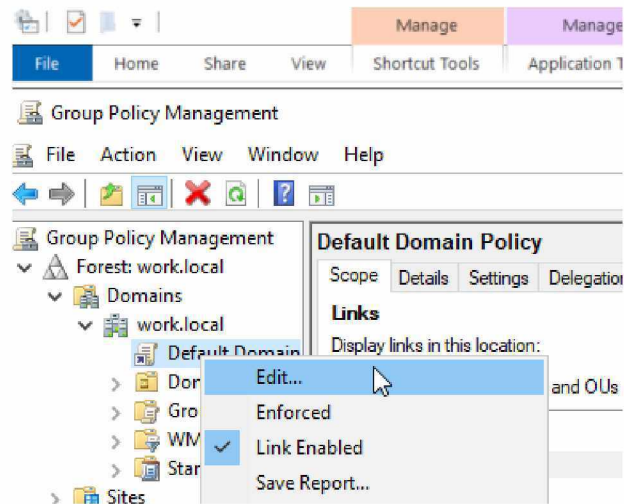 Manage Manage
File Home Share View Shortcut Tools Application T
Group Policy Management
File Action View Window Help
Group Policy Management
Forest: work.local
Domains
work.local
Default Domain
Dor
Gro
WM
Star
Sites
Edit...
Enforced
Link Enabled
Save Report...
Default Domain Policy
Scope Details Settings Delegation
Links
Display links in this location:
and OUs